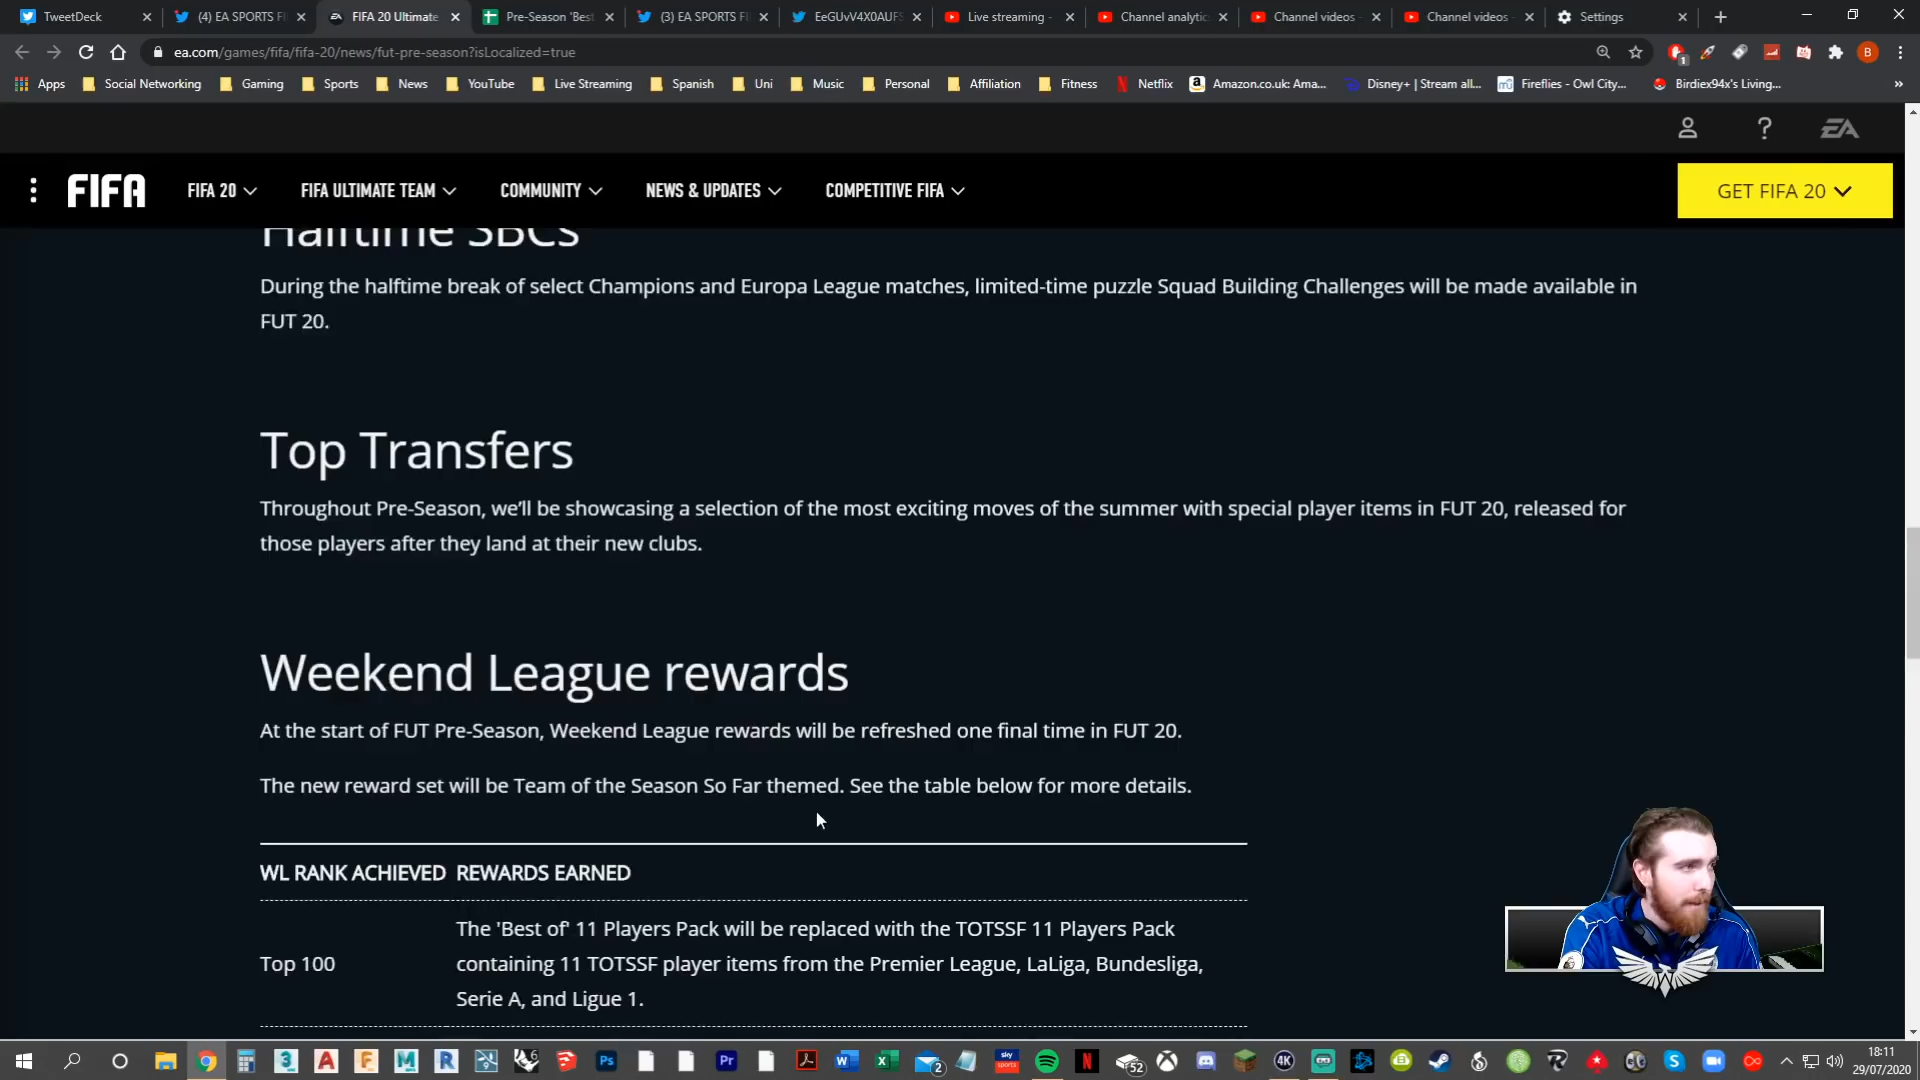 TweetDeck
(4) EA SPORTS FI
FIFA 20 Ultimate
Pre-Season 'Best
(3) EA SPORTS FI
EeGUvV4X0AUFS
Live streaming -
Channel analytic
Channel videos -
Channel videos -
Settings
ea.com/games/fifa/fifa-20/news/fut-pre-season?isLocalized=true
Apps
Social Networking
Gaming
Sports
News
YouTube
Live Streaming
Spanish
Uni
Music
Personal
Affiliation
Fitness
Netflix
Amazon.co.uk: Ama...
Disney+ | Stream all...
Fireflies - Owl City...
Birdiex94x's Living...
EA
FIFA
FIFA 20
FIFA ULTIMATE TEAM
COMMUNITY
NEWS & UPDATES
COMPETITIVE FIFA
GET FIFA 20
Halftime SBCs
During the halftime break of select Champions and Europa League matches, limited-time puzzle Squad Building Challenges will be made available in
FUT 20.
Top Transfers
Throughout Pre-Season, we'll be showcasing a selection of the most exciting moves of the summer with special player items in FUT 20, released for
those players after they land at their new clubs.
Weekend League rewards
At the start of FUT Pre-Season, Weekend League rewards will be refreshed one final time in FUT 20.
The new reward set will be Team of the Season So Far themed. See the table below for more details.
WL RANK ACHIEVED REWARDS EARNED
The 'Best of' 11 Players Pack will be replaced with the TOTSSF 11 Players Pack
Top 100 containing 11 TOTSSF player items from the Premier League, LaLiga, Bundesliga,
Serie A, and Ligue 1.
18:11
29/07/2020